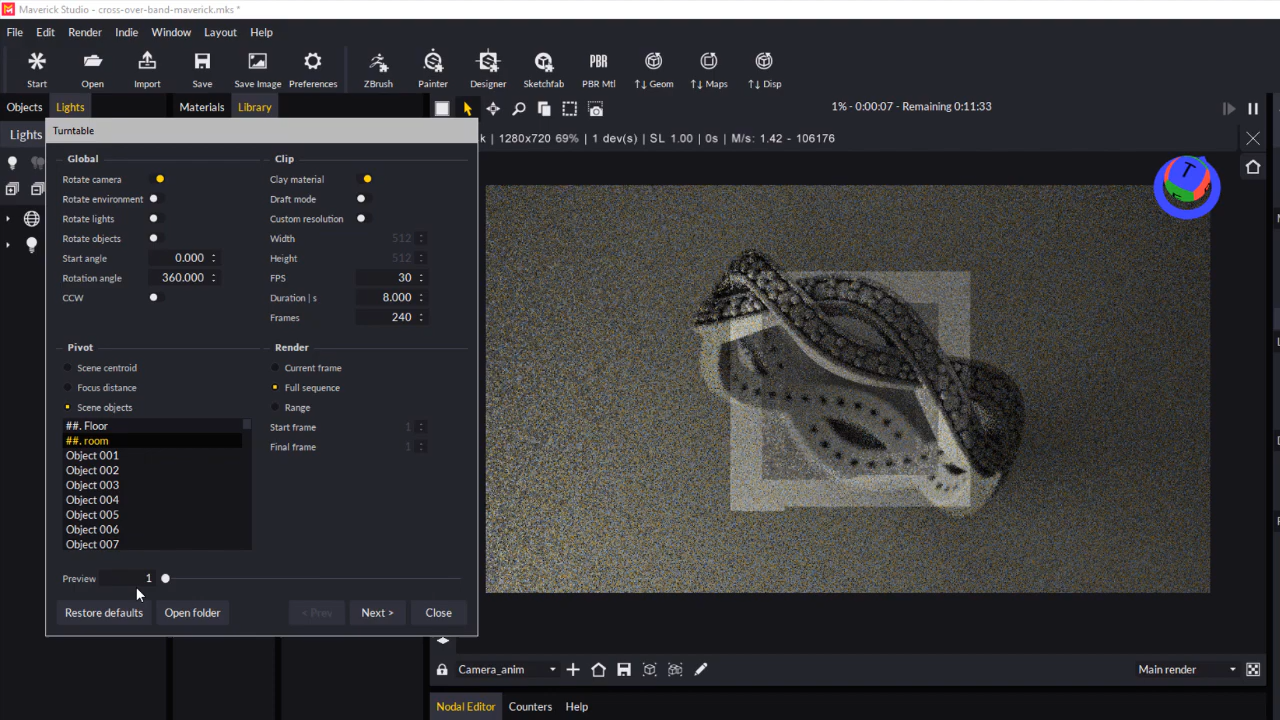 Maverick Studio - cross-over-band-maverick.mks *
File Edit Render Indie Window Layout Help
Start Open Import Save Save Image Preferences ZBrush Painter Designer Sketchfab PBR Mtl ↑↓ Geom ↑↓ Maps ↑↓ Disp
PBR
Objects Lights Materials Library
1% - 0:00:07 - Remaining 0:11:33
Lights
k | 1280x720 69% | 1 dev(s) | SL 1.00 | 0s | M/s: 1.42 - 106176
Turntable
Global
Rotate camera
Rotate environment
Rotate lights
Rotate objects
Start angle 0.000
Rotation angle 360.000
CCW
Clip
Clay material
Draft mode
Custom resolution
Width 512
Height 512
FPS 30
Duration | s 8.000
Frames 240
Pivot
Scene centroid
Focus distance
Scene objects
##. Floor
##. room
Object 001
Object 002
Object 003
Object 004
Object 005
Object 006
Object 007
Render
Current frame
Full sequence
Range
Start frame 1
Final frame 1
Preview 1
Restore defaults Open folder < Prev Next > Close
T
Camera_anim Main render
Nodal Editor Counters Help